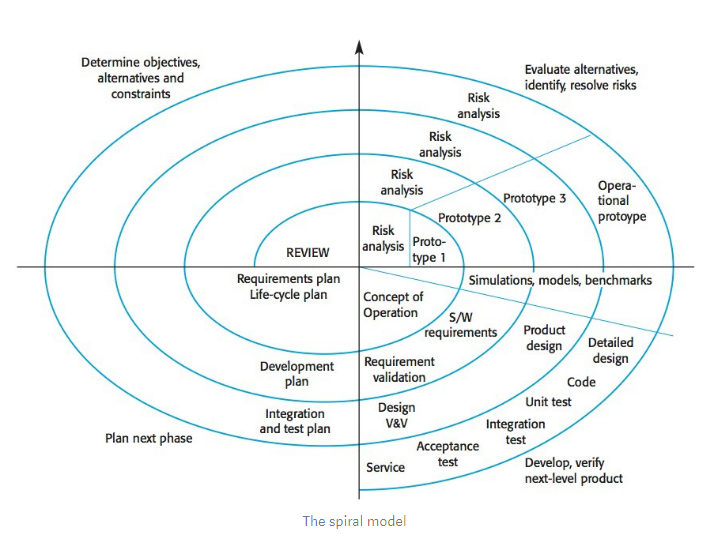 Determine objectives,
alternatives and
constraints
Evaluate alternatives,
identify, resolve risks
Risk
analysis
Risk
analysis
Risk
analysis
Opera-
tional
protoype
Prototype 3
Prototype 2
Risk
analysis
Proto-
type 1
REVIEW
Requirements plan
Life-cycle plan
Simulations, models, benchmarks
Concept of
Operation
S/W
requirements
Product
design
Detailed
design
Development
plan
Requirement
validation
Code
Unit test
Integration
and test plan
Design
V&V
Integration
test
Plan next phase
Acceptance
test
Service
Develop, verify
next-level product
The spiral model